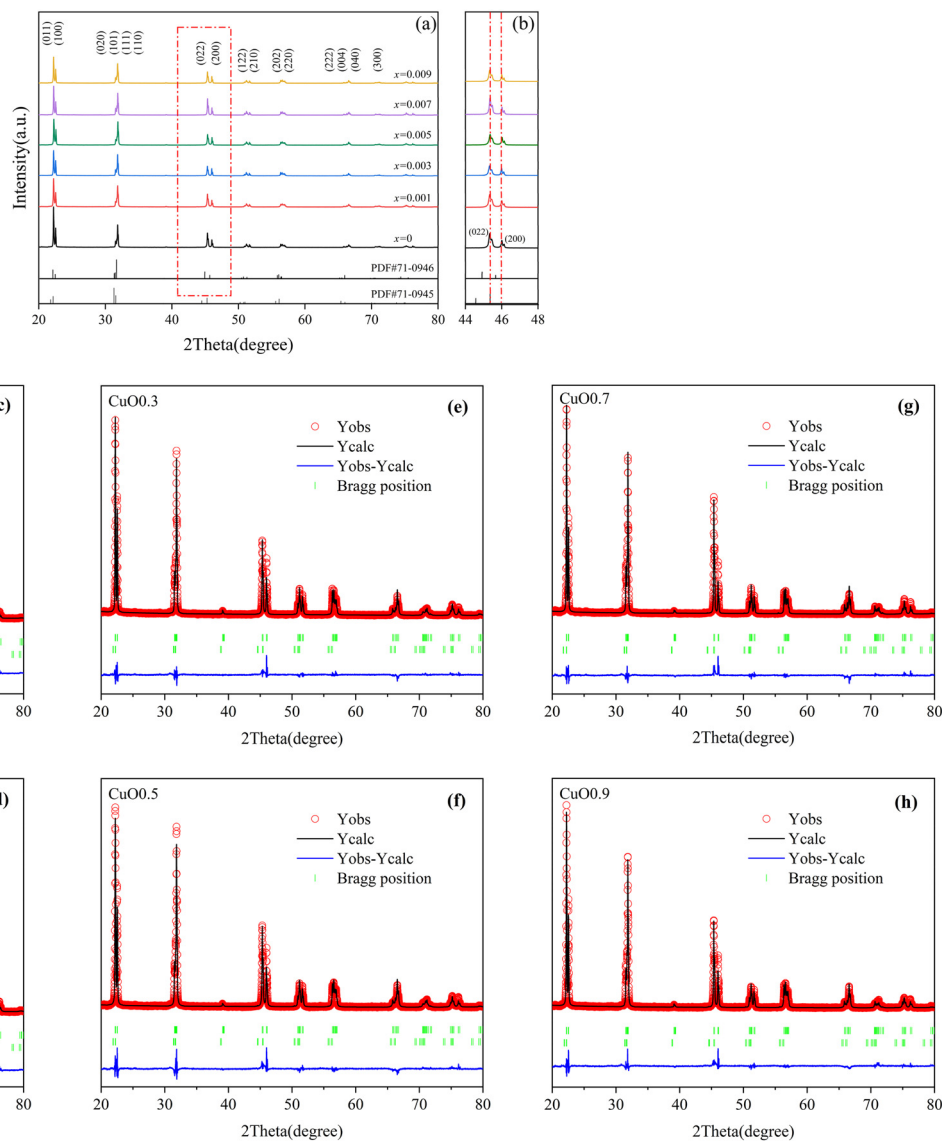 (a)
(011)
(100)
(020)
(101)
(111)
(110)
(022)
(200)
(122)
(210)
(202)
(220)
(222)
(004)
(040)
(300)
x=0.009
x=0.007
x=0.005
x=0.003
x=0.001
x=0
PDF#71-0946
PDF#71-0945
Intensity(a.u.)
20 30 40 50 60 70 80
2Theta(degree)
(b)
(022)
(200)
44 46 48
c)
80
CuO0.3
(e)
Yobs
Ycalc
Yobs-Ycalc
Bragg position
20 30 40 50 60 70 80
2Theta(degree)
CuO0.7
(g)
Yobs
Ycalc
Yobs-Ycalc
Bragg position
20 30 40 50 60 70 80
2Theta(degree)
80
CuO0.5
(f)
Yobs
Ycalc
Yobs-Ycalc
Bragg position
20 30 40 50 60 70 80
2Theta(degree)
CuO0.9
(h)
Yobs
Ycalc
Yobs-Ycalc
Bragg position
20 30 40 50 60 70 80
2Theta(degree)